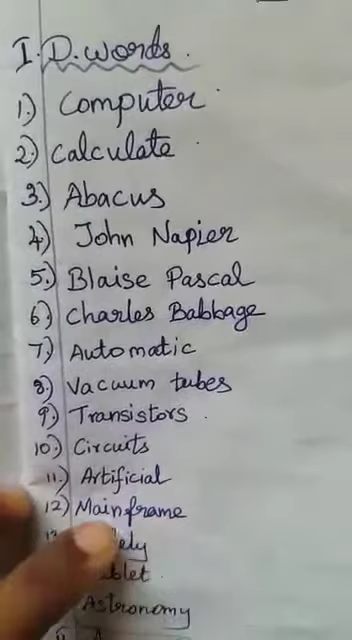 I. D. words.
1.) Computer
2.) Calculate
3.) Abacus
4.) John Napier
5.) Blaise Pascal
6.) Charles Babbage
7.) Automatic
8.) Vacuum tubes
9.) Transistors
10.) Circuits
11.) Artificial
12.) Mainframe
Astronomy